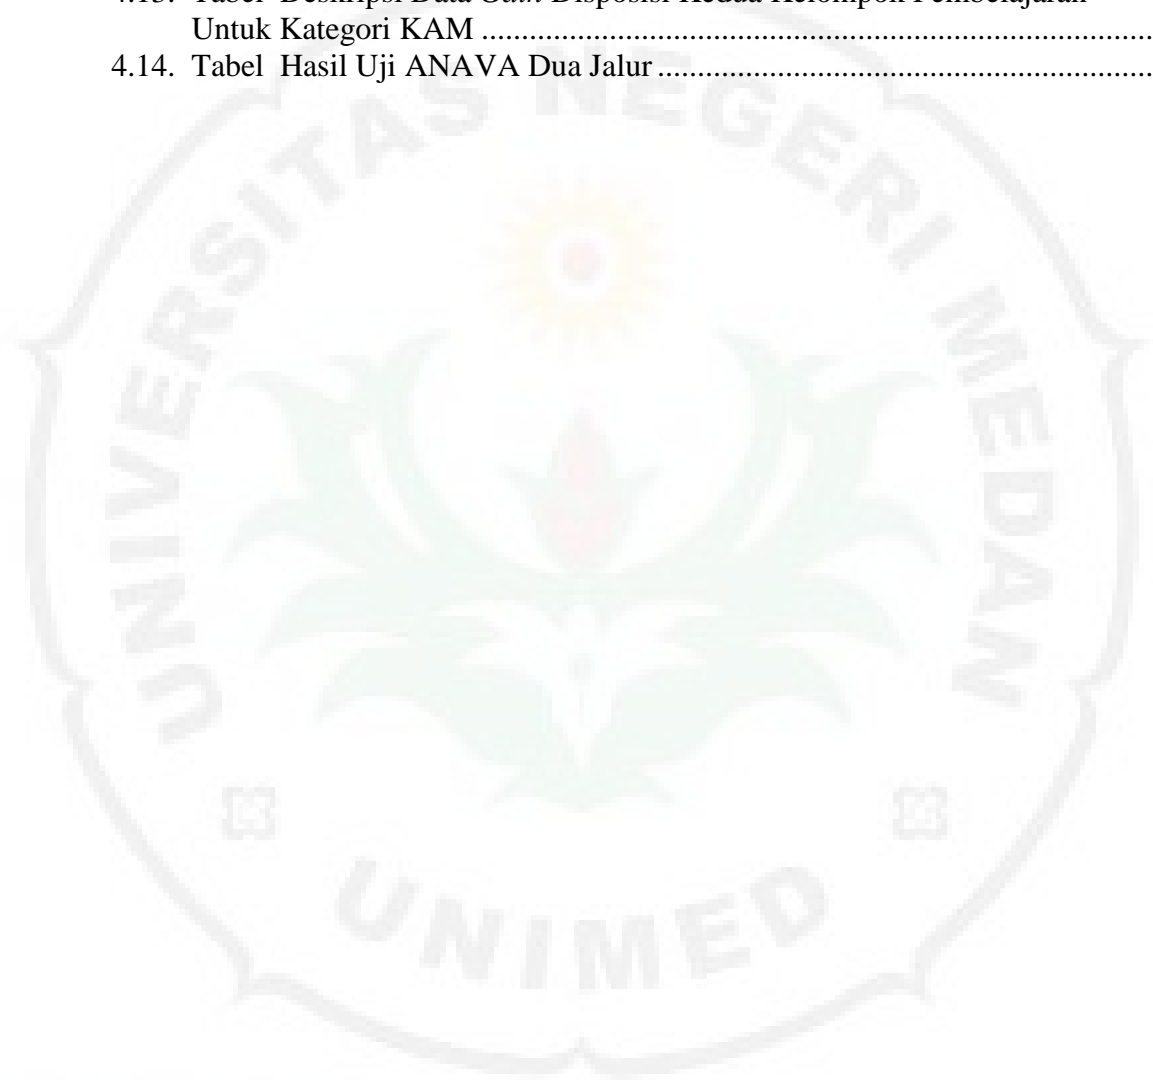 4.13. Tabel Deskripsi Data Gain Disposisi Kedua Kelompok Pembelajaran
Untuk Kategori KAM ....................................................................................
4.14. Tabel Hasil Uji ANAVA Dua Jalur ..............................................................
UNIVERSITAS NEGERI MEDAN
UNIMED